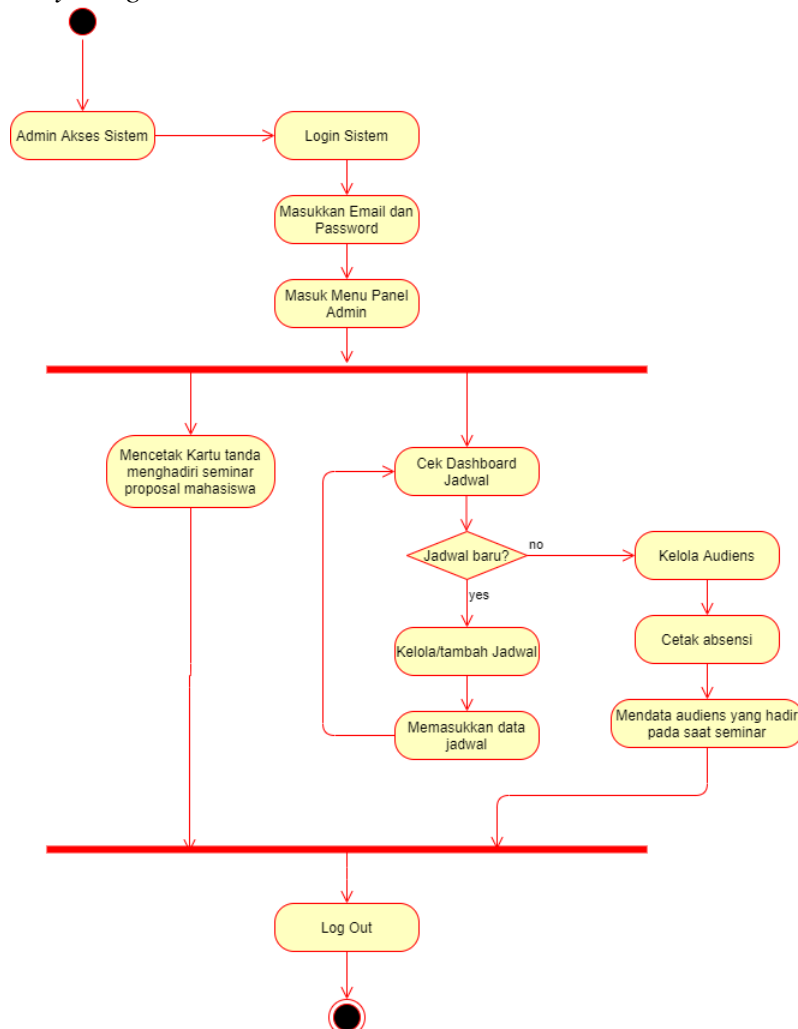 Admin Akses Sistem
Login Sistem
Masukkan Email dan
Password
Masuk Menu Panel
Admin
Mencetak Kartu tanda
menghadiri seminar
proposal mahasiswa
Cek Dashboard
Jadwal
Jadwal baru?
no
Kelola Audiens
yes
Kelola/tambah Jadwal
Cetak absensi
Memasukkan data
jadwal
Mendata audiens yang hadir
pada saat seminar
Log Out